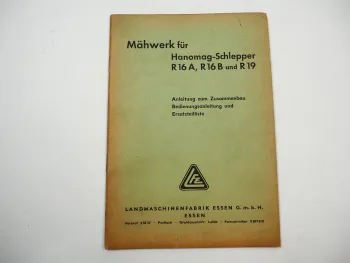 Mähwerk für
Hanomag-Schlepper
R 16 A, R 16 B und R 19
Anleitung zum Zusammenbau
Bedienungsanleitung und
Ersatzteilliste
LANDMASCHINENFABRIK ESSEN G. m. b. H.
ESSEN